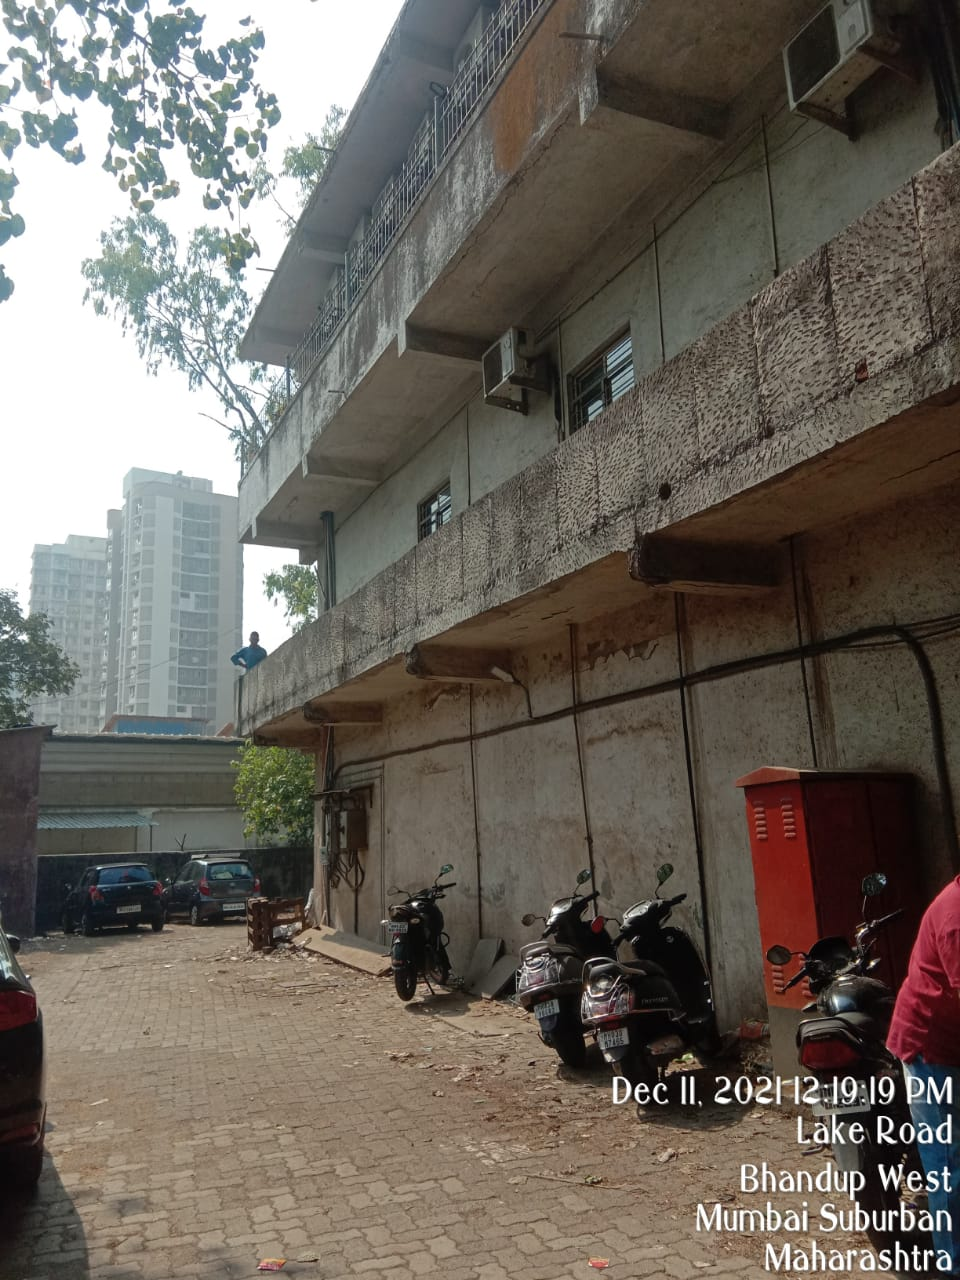 Dec 11, 2021 12:19:19 PM
Lake Road
Bhandup West
Mumbai Suburban
Maharashtra